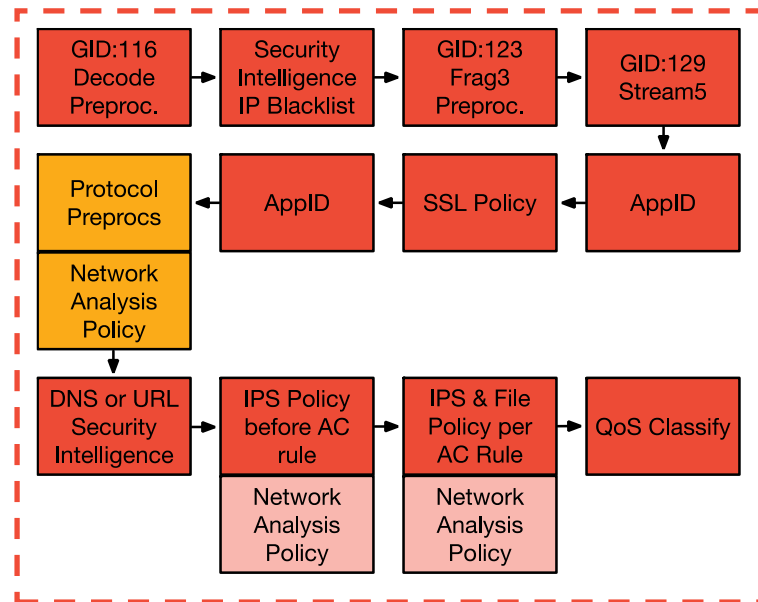 GID:116
Decode
Preproc.
Security
Intelligence
IP Blacklist
GID:123
Frag3
Preproc.
GID:129
Stream5
Protocol
Preprocs
AppID
SSL Policy
AppID
Network
Analysis
Policy
DNS or URL
Security
Intelligence
IPS Policy
before AC
rule
IPS & File
Policy per
AC Rule
QoS Classify
Network
Analysis
Policy
Network
Analysis
Policy